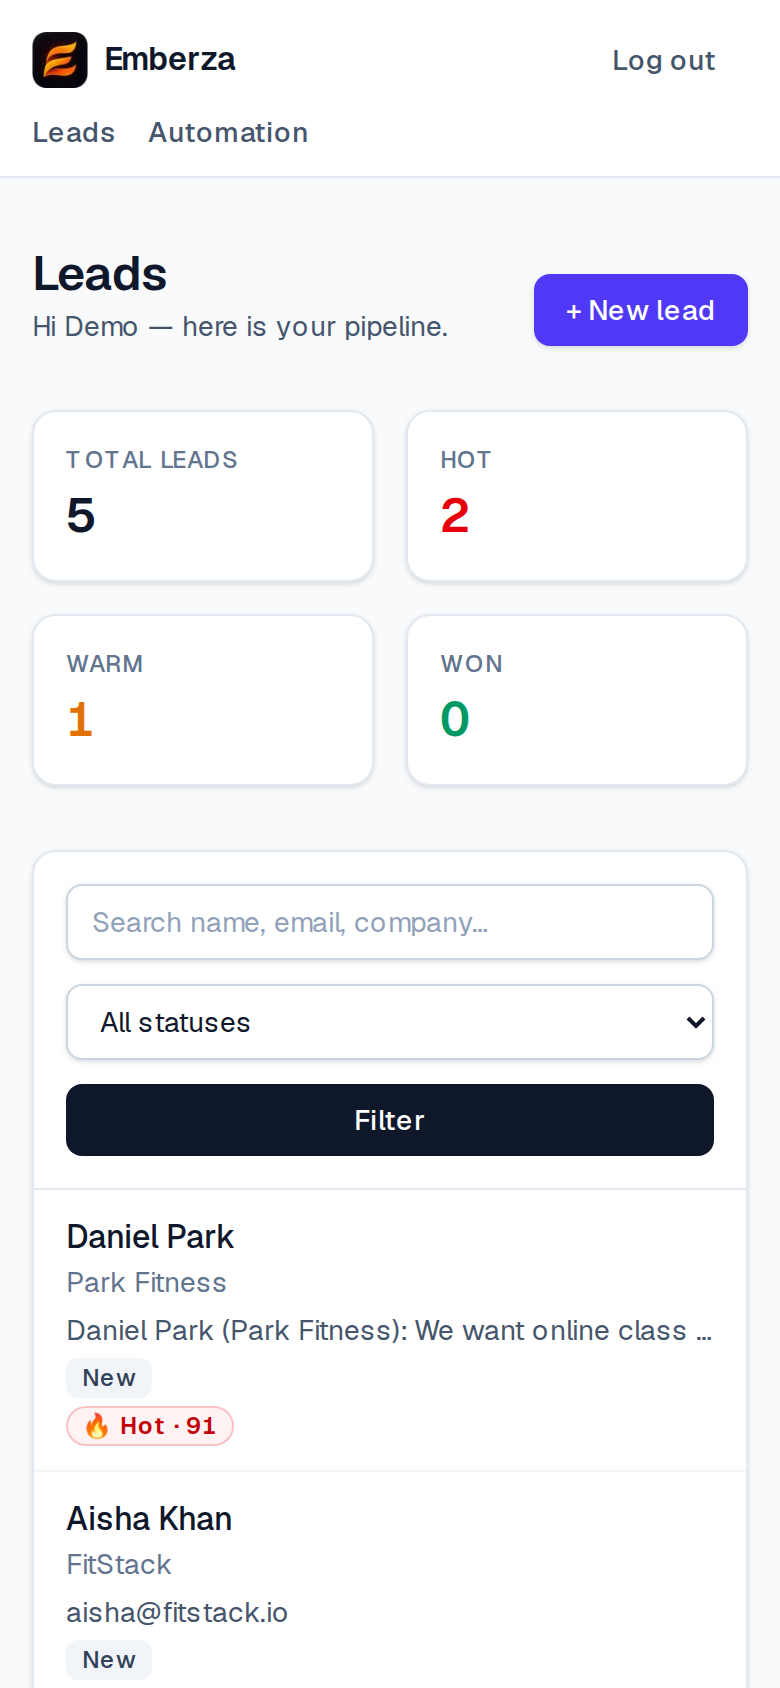 Emberza
Log out
Leads Automation
Leads
Hi Demo — here is your pipeline.
+ New lead
TOTAL LEADS
5
HOT
2
WARM
1
WON
0
Search name, email, company…
All statuses
Filter
Daniel Park
Park Fitness
Daniel Park (Park Fitness): We want online class …
New
🔥 Hot · 91
Aisha Khan
FitStack
aisha@fitstack.io
New